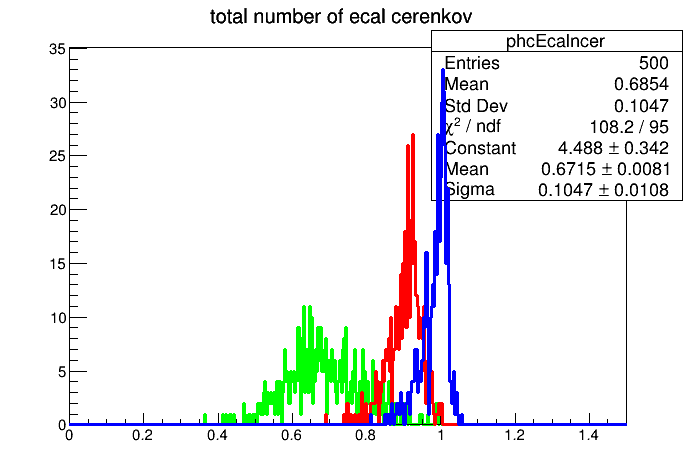 total number of ecal cerenkov
phcEcalncer
Entries 500
Mean 0.6854
Std Dev 0.1047
χ² / ndf 108.2 / 95
Constant 4.488 ± 0.342
Mean 0.6715 ± 0.0081
Sigma 0.1047 ± 0.0108
35
30
25
20
15
10
5
0
0 0.2 0.4 0.6 0.8 1 1.2 1.4